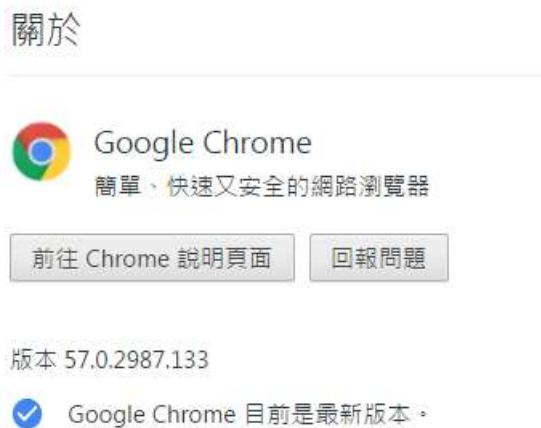 關於
Google Chrome
簡單、快速又安全的網路瀏覽器
前往 Chrome 說明頁面 回報問題
版本 57.0.2987.133
Google Chrome 目前是最新版本。